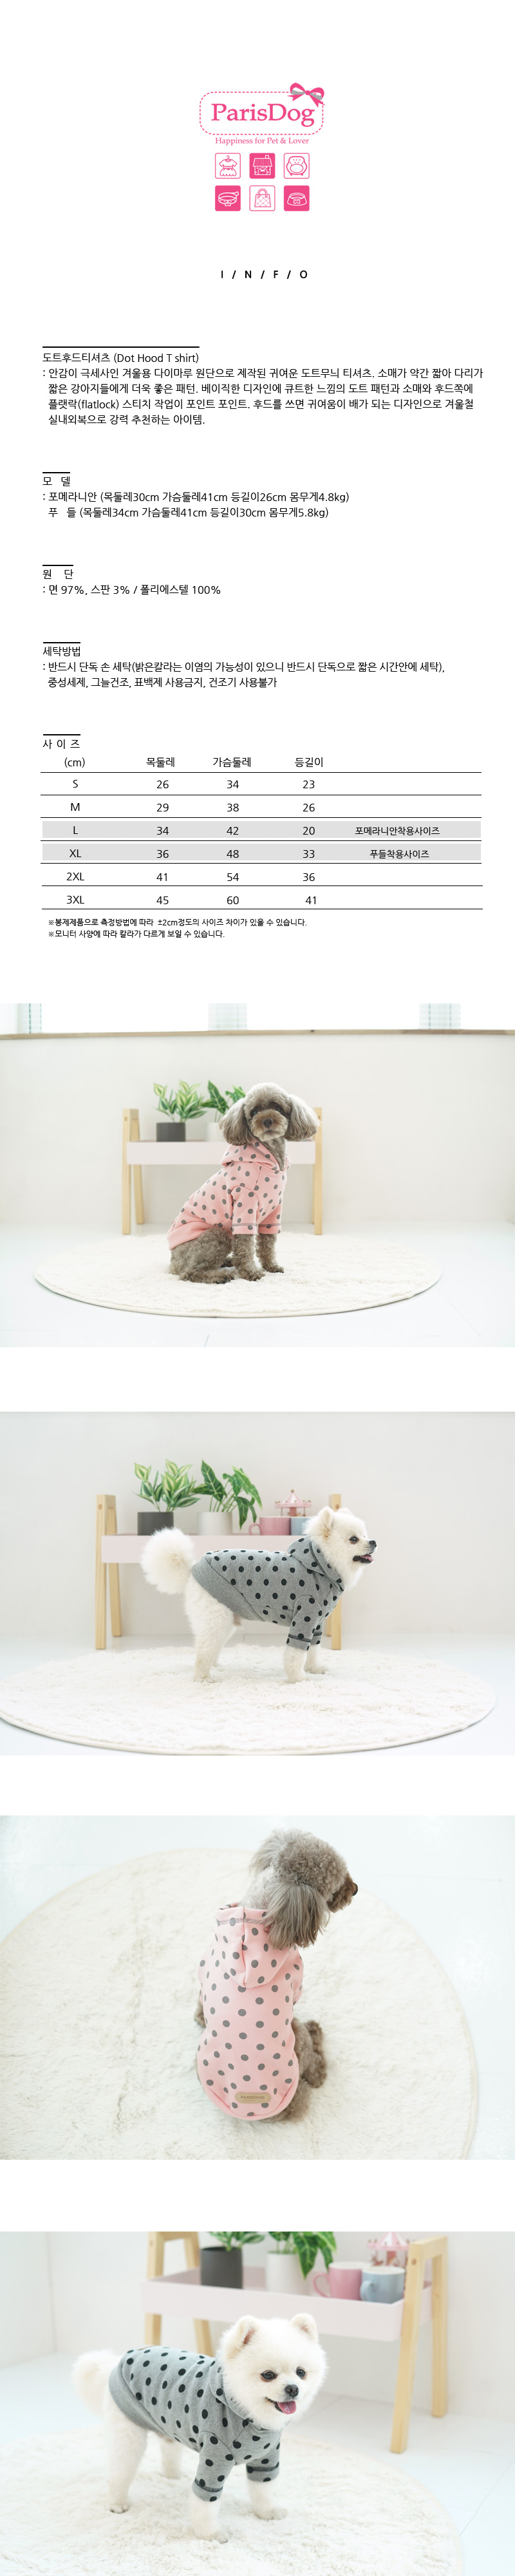 ParisDog
Happiness for Pet & Lover
I / N / F / O
도트후드티셔츠 (Dot Hood T shirt)
: 안감이 극세사인 겨울용 다이마루 원단으로 제작된 귀여운 도트무늬 티셔츠. 소매가 약간 짧아 다리가
짧은 강아지들에게 더욱 좋은 패턴. 베이직한 디자인에 큐트한 느낌의 도트 패턴과 소매와 후드쪽에
플랫락(flatlock) 스티치 작업이 포인트 포인트. 후드를 쓰면 귀여움이 배가 되는 디자인으로 겨울철
실내외복으로 강력 추천하는 아이템.
모 델
: 포메라니안 (목둘레30cm 가슴둘레41cm 등길이26cm 몸무게4.8kg)
푸 들 (목둘레34cm 가슴둘레41cm 등길이30cm 몸무게5.8kg)
원 단
: 면 97%, 스판 3% / 폴리에스텔 100%
세탁방법
: 반드시 단독 손 세탁(밝은칼라는 이염의 가능성이 있으니 반드시 단독으로 짧은 시간안에 세탁),
중성세제, 그늘건조, 표백제 사용금지, 건조기 사용불가
사 이 즈
(cm) 목둘레 가슴둘레 등길이
S 26 34 23
M 29 38 26
L 34 42 20 포메라니안착용사이즈
XL 36 48 33 푸들착용사이즈
2XL 41 54 36
3XL 45 60 41
※봉제제품으로 측정방법에 따라 ±2cm정도의 사이즈 차이가 있을 수 있습니다.
※모니터 사양에 따라 칼라가 다르게 보일 수 있습니다.